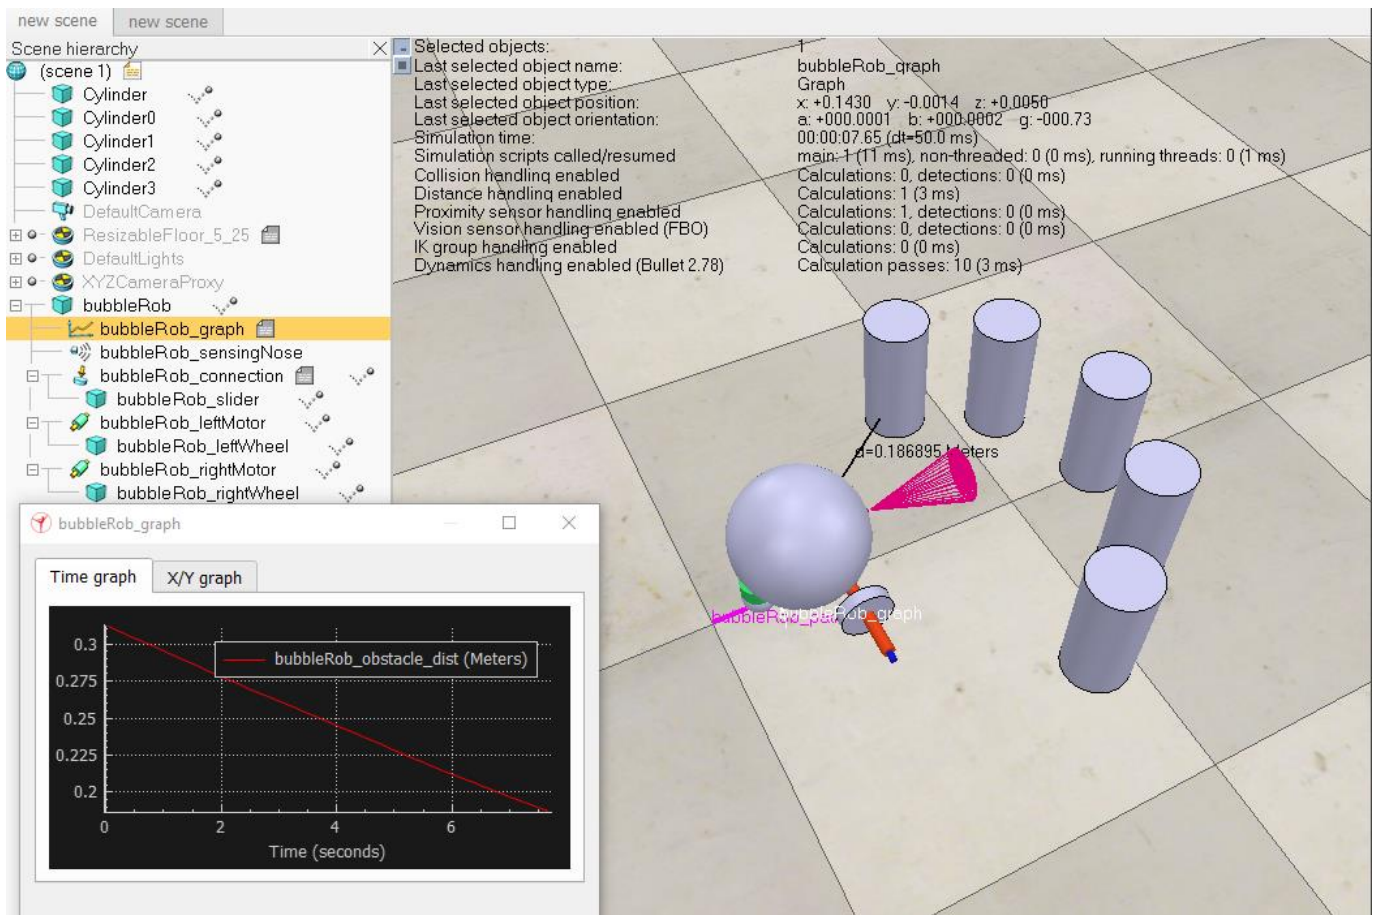 new scene new scene
Scene hierarchy
(scene 1)
Cylinder
Cylinder0
Cylinder1
Cylinder2
Cylinder3
DefaultCamera
ResizableFloor_5_25
DefaultLights
XYZCameraProxy
bubbleRob
bubbleRob_graph
bubbleRob_sensingNose
bubbleRob_connection
bubbleRob_slider
bubbleRob_leftMotor
bubbleRob_leftWheel
bubbleRob_rightMotor
bubbleRob_rightWheel
Selected objects: 1
Last selected object name: bubbleRob_graph
Last selected object type: Graph
Last selected object position: x: +0.1430 y: -0.0014 z: +0.0050
Last selected object orientation: a: +000.0001 b: +000.0002 g: -000.73
Simulation time: 00:00:07.65 (dt=50.0 ms)
Simulation scripts called/resumed main: 1 (11 ms), non-threaded: 0 (0 ms), running threads: 0 (1 ms)
Collision handling enabled Calculations: 0, detections: 0 (0 ms)
Distance handling enabled Calculations: 1 (3 ms)
Proximity sensor handling enabled Calculations: 1, detections: 0 (0 ms)
Vision sensor handling enabled (FBO) Calculations: 0, detections: 0 (0 ms)
IK group handling enabled Calculations: 0 (0 ms)
Dynamics handling enabled (Bullet 2.78) Calculation passes: 10 (3 ms)
d=0.186895 Meters
bubbleRob_graph
bubbleRob_graph
Time graph X/Y graph
bubbleRob_obstacle_dist (Meters)
0.3
0.275
0.25
0.225
0.2
0 2 4 6
Time (seconds)